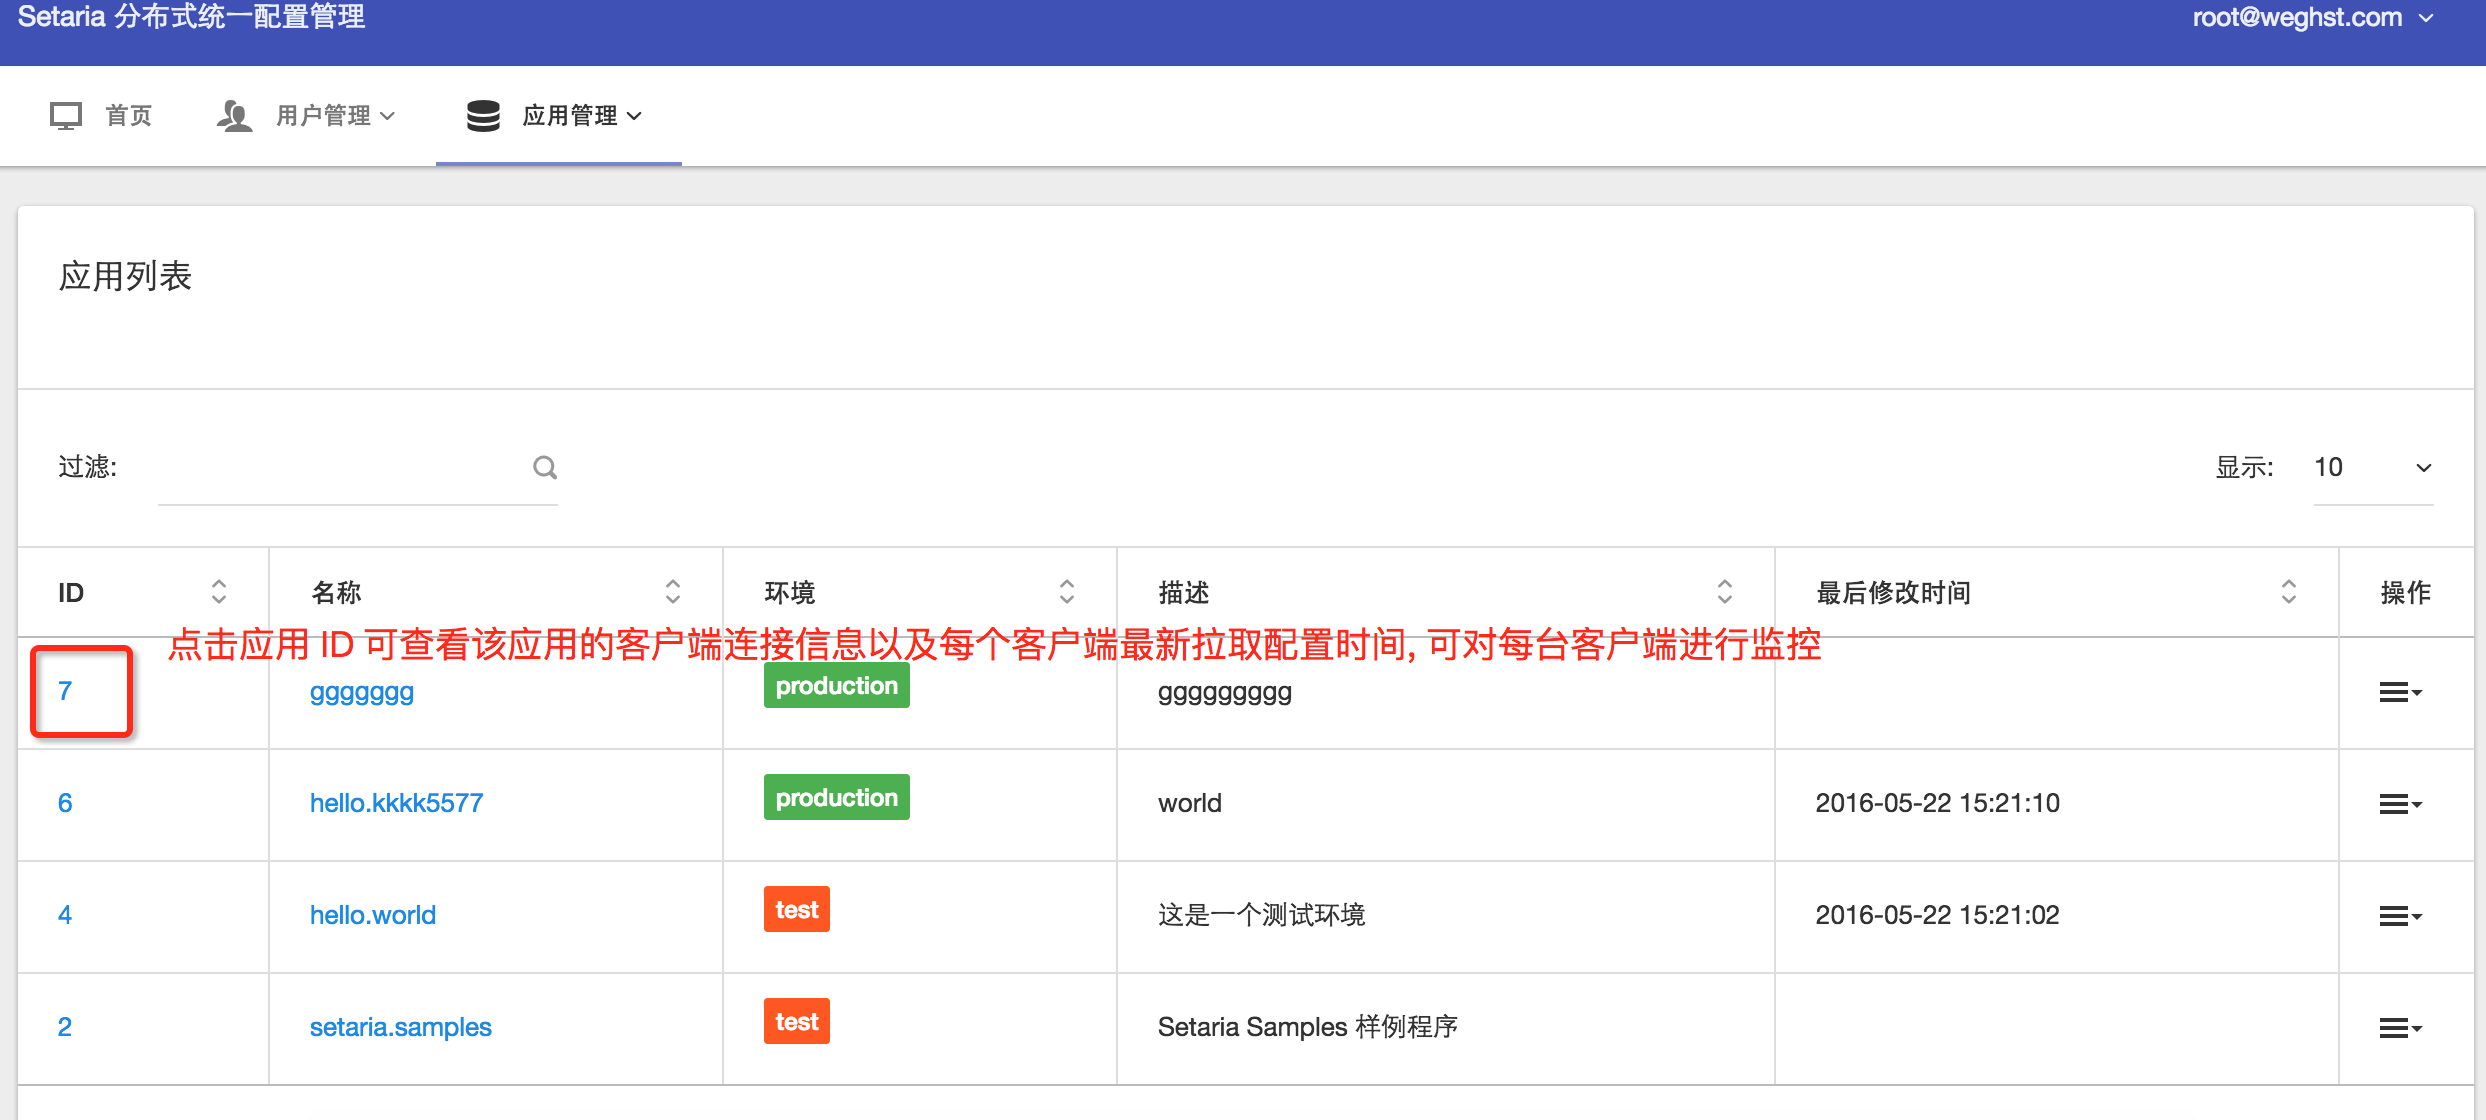 Setaria 分布式统一配置管理 root@weghst.com
首页 用户管理 应用管理
应用列表
过滤: 显示: 10
ID 名称 环境 描述 最后修改时间 操作
点击应用 ID 可查看该应用的客户端连接信息以及每个客户端最新拉取配置时间, 可对每台客户端进行监控
7 ggggggg production ggggggggg
6 hello.kkkk5577 production world 2016-05-22 15:21:10
4 hello.world test 这是一个测试环境 2016-05-22 15:21:02
2 setaria.samples test Setaria Samples 样例程序